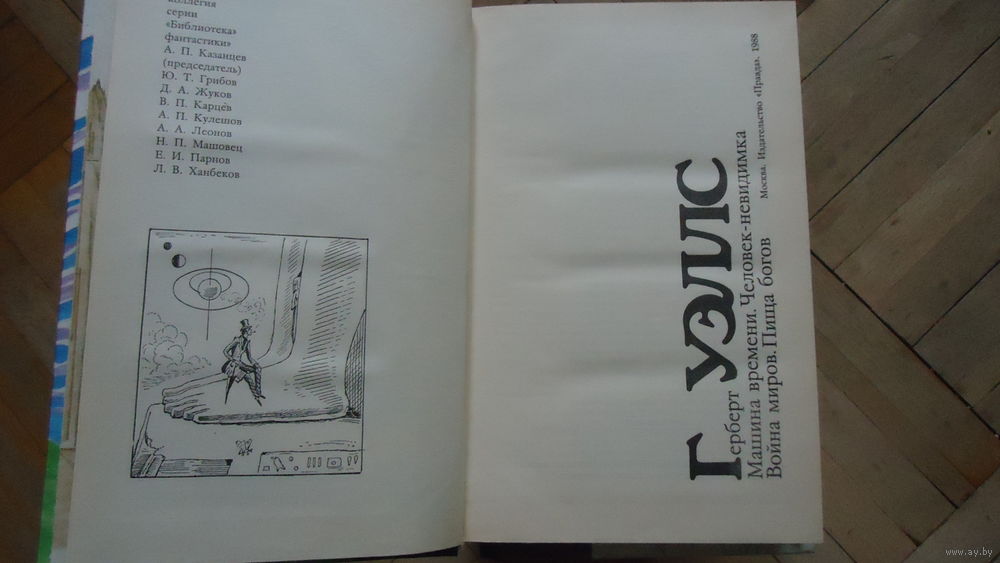 коллегия
серии
«Библиотека»
фантастики»
А. П. Казанцев
(председатель)
Ю. Т. Грибов
Д. А. Жуков
В. П. Карцев
А. П. Кулешов
А. А. Леонов
Н. П. Машовец
Е. И. Парнов
Л. В. Ханбеков
Герберт УЭЛЛС
Машина времени. Человек-невидимка
Война миров. Пища богов
Москва. Издательство «Правда». 1988
www.ay.by